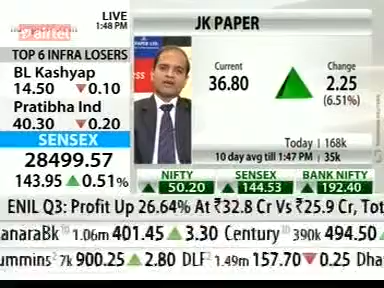 airtel
LIVE
1:48 PM
TOP 6 INFRA LOSERS
BL Kashyap
14.50 ▼0.10
Pratibha Ind
40.30 ▼0.20
SENSEX
28499.57
143.95 ▲0.51%
JK PAPER
Current
36.80
Change
2.25
(6.51%)
Today | 168k
10 day avg till 1:47 PM | 35k
NIFTY
▲ 50.20
SENSEX
▲ 144.53
BANK NIFTY
▲ 192.40
ENIL Q3: Profit Up 26.64% At ₹32.8 Cr Vs ₹25.9 Cr, Tot
anaraBk 1.06m 401.45 ▲ 3.30 Century 390k 494.50
ummins 7k 900.25 ▲ 2.80 DLF 1.49m 157.70 ▼0.25 Dha